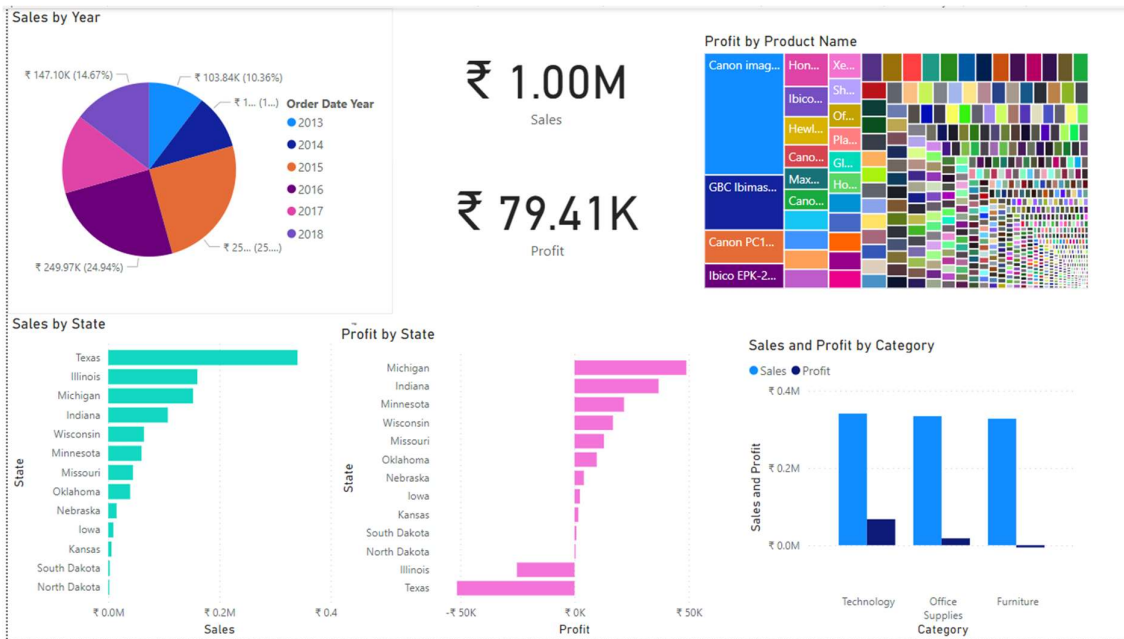 Sales by Year
₹ 147.10K (14.67%)
₹ 103.84K (10.36%)
₹ 1... (1...)
₹ 25... (25....)
₹ 249.97K (24.94%)
Order Date Year
2013
2014
2015
2016
2017
2018
₹ 1.00M
Sales
₹ 79.41K
Profit
Profit by Product Name
Canon imag...
GBC Ibimas...
Canon PC1...
Ibico EPK-2...
Hon...
Ibico...
Hewl...
Cano...
Max...
Cano...
Xe...
Sh...
Of...
Pla...
Gl...
Ho...
Sales by State
State
Texas
Illinois
Michigan
Indiana
Wisconsin
Minnesota
Missouri
Oklahoma
Nebraska
Iowa
Kansas
South Dakota
North Dakota
₹ 0.0M ₹ 0.2M ₹ 0.4
Sales
Profit by State
State
Michigan
Indiana
Minnesota
Wisconsin
Missouri
Oklahoma
Nebraska
Iowa
Kansas
South Dakota
North Dakota
Illinois
Texas
-₹ 50K ₹ 0K ₹ 50K
Profit
Sales and Profit by Category
Sales Profit
Sales and Profit
₹ 0.4M
₹ 0.2M
₹ 0.0M
Technology
Office
Supplies
Furniture
Category